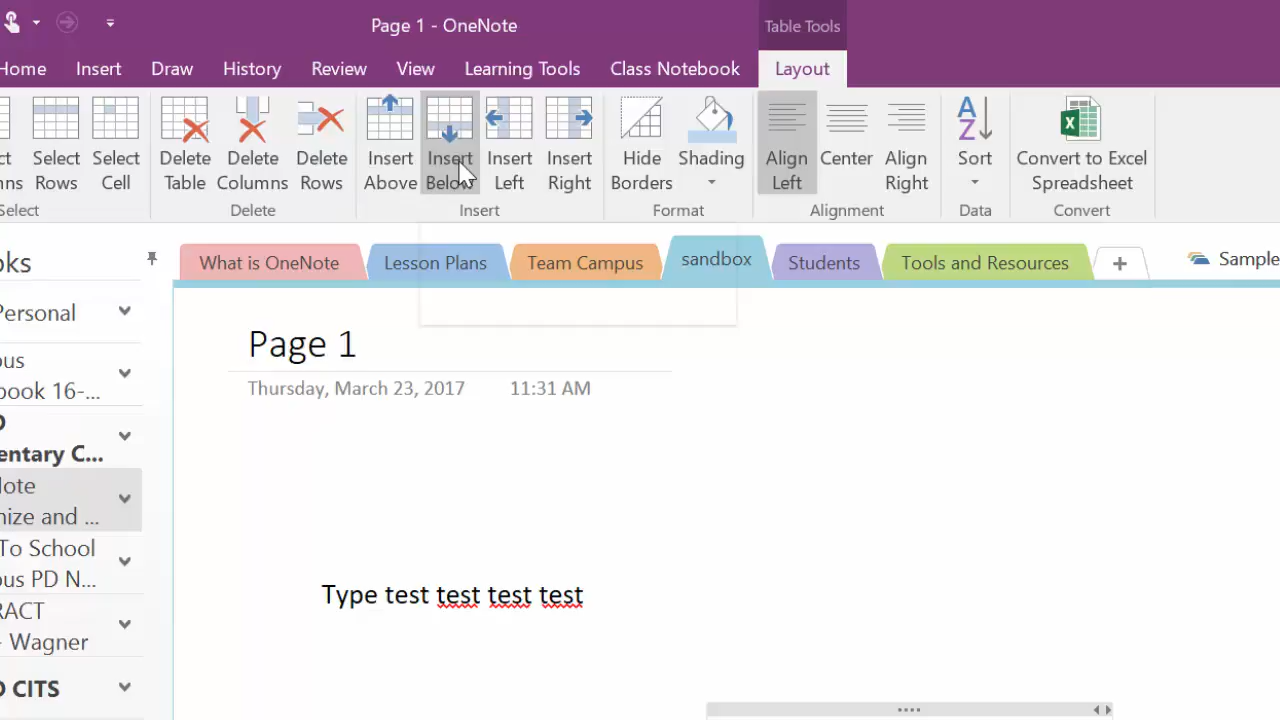 Page 1 - OneNote
Table Tools
Home Insert Draw History Review View Learning Tools Class Notebook Layout
Select Rows
Select Cell
Delete Table
Delete Columns
Delete Rows
Insert Above
Insert Below
Insert Left
Insert Right
Hide Borders
Shading
Align Left
Center
Align Right
Sort
Convert to Excel Spreadsheet
Select
Delete
Insert
Format
Alignment
Data
Convert
What is OneNote
Lesson Plans
Team Campus
sandbox
Students
Tools and Resources
+
Sample
Personal
book 16-...
entary C...
nize and ...
To School
ous PD N...
RACT
- Wagner
CITS
Page 1
Thursday, March 23, 2017 11:31 AM
Type test test test test